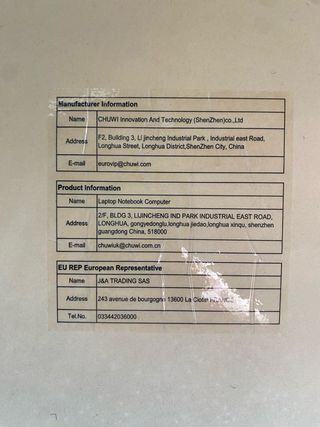 Manufacturer Information
Name CHUWI Innovation And Technology (ShenZhen)co.,Ltd
Address F2, Building 3, Li jincheng Industrial Park , Industrial east Road,
Longhua Street, Longhua District,ShenZhen City, China
E-mail eurovip@chuwi.com
Product Information
Name Laptop Notebook Computer
Address 2/F, BLDG 3, LIJINCHENG IND PARK INDUSTRIAL EAST ROAD,
LONGHUA, gongyedonglu,longhua jiedao,longhua xinqu, shenzhen
guangdong China, 518000
E-mail chuwiuk@chuwi.com.cn
EU REP European Representative
Name J&A TRADING SAS
Address 243 avenue de bourgogne 13600 La Ciotat FRANCE
Tel.No. 033442036000